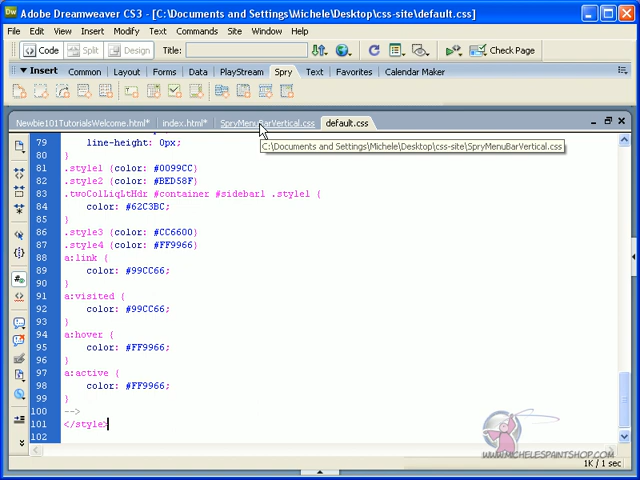 Adobe Dreamweaver CS3 - [C:\Documents and Settings\Michele\Desktop\css-site\default.css]
File Edit View Insert Modify Text Commands Site Window Help
Code Split Design Title: Check Page
Insert Common Layout Forms Data PlayStream Spry Text Favorites Calendar Maker
Newbie101TutorialsWelcome.html* index.html* SpryMenuBarVertical.css default.css
C:\Documents and Settings\Michele\Desktop\css-site\SpryMenuBarVertical.css
79 line-height: 0px;
80 }
81 .style1 {color: #0099CC}
82 .style2 {color: #BED58F}
83 .twoColLiqLtHdr #container #sidebar1 .style1 {
84 color: #62C3BC;
85 }
86 .style3 {color: #CC6600}
87 .style4 {color: #FF9966}
88 a:link {
89 color: #99CC66;
90 }
91 a:visited {
92 color: #99CC66;
93 }
94 a:hover {
95 color: #FF9966;
96 }
97 a:active {
98 color: #FF9966;
99 }
100 -->
101 </style>
102
WWW.MICHELESPAINTSHOP.COM
1K / 1 sec